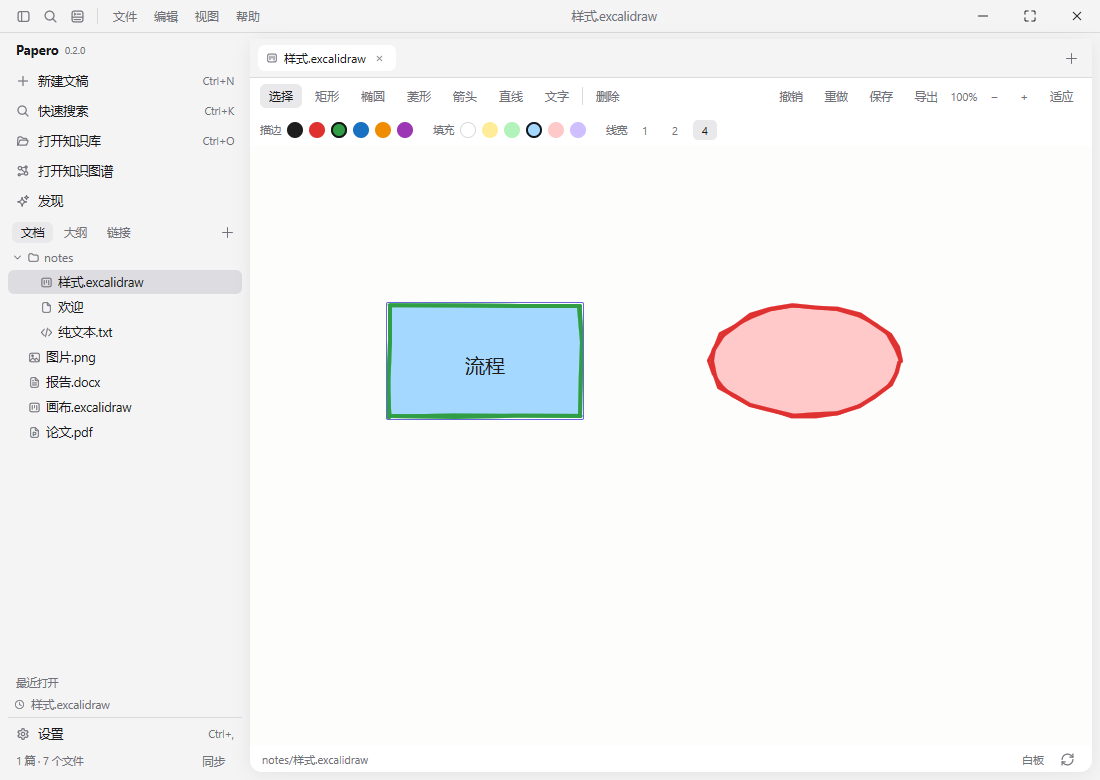 文件 编辑 视图 帮助 样式.excalidraw
Papero 0.2.0
新建文稿 Ctrl+N
快速搜索 Ctrl+K
打开知识库 Ctrl+O
打开知识图谱
发现
文档 大纲 链接
notes
样式.excalidraw
欢迎
纯文本.txt
图片.png
报告.docx
画布.excalidraw
论文.pdf
最近打开
样式.excalidraw
设置 Ctrl+,
1 篇 · 7 个文件 同步
样式.excalidraw ×
选择 矩形 椭圆 菱形 箭头 直线 文字 删除 撤销 重做 保存 导出 100% − + 适应
描边 填充 线宽 1 2 4
流程
notes/样式.excalidraw 白板